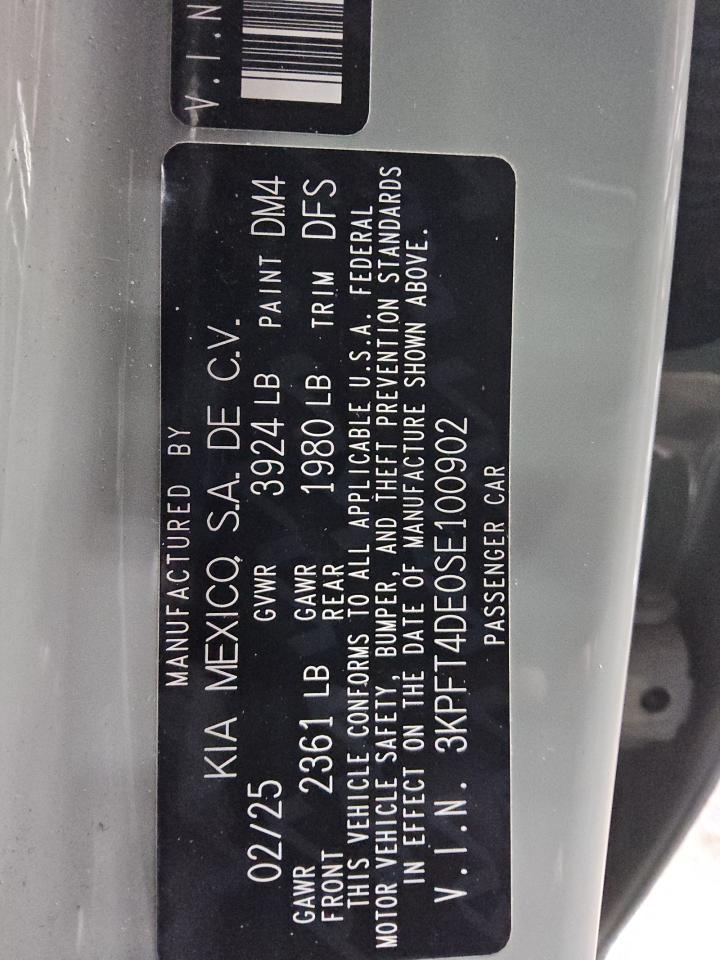 V.I.N
MANUFACTURED BY
KIA MEXICO, S.A. DE C.V.
02/25 GVWR 3924 LB PAINT DM4
GAWR FRONT 2361 LB GAWR REAR 1980 LB TRIM DFS
THIS VEHICLE CONFORMS TO ALL APPLICABLE U.S.A. FEDERAL
MOTOR VEHICLE SAFETY, BUMPER, AND THEFT PREVENTION STANDARDS
IN EFFECT ON THE DATE OF MANUFACTURE SHOWN ABOVE.
V.I.N. 3KPFT4DE0SE100902
PASSENGER CAR